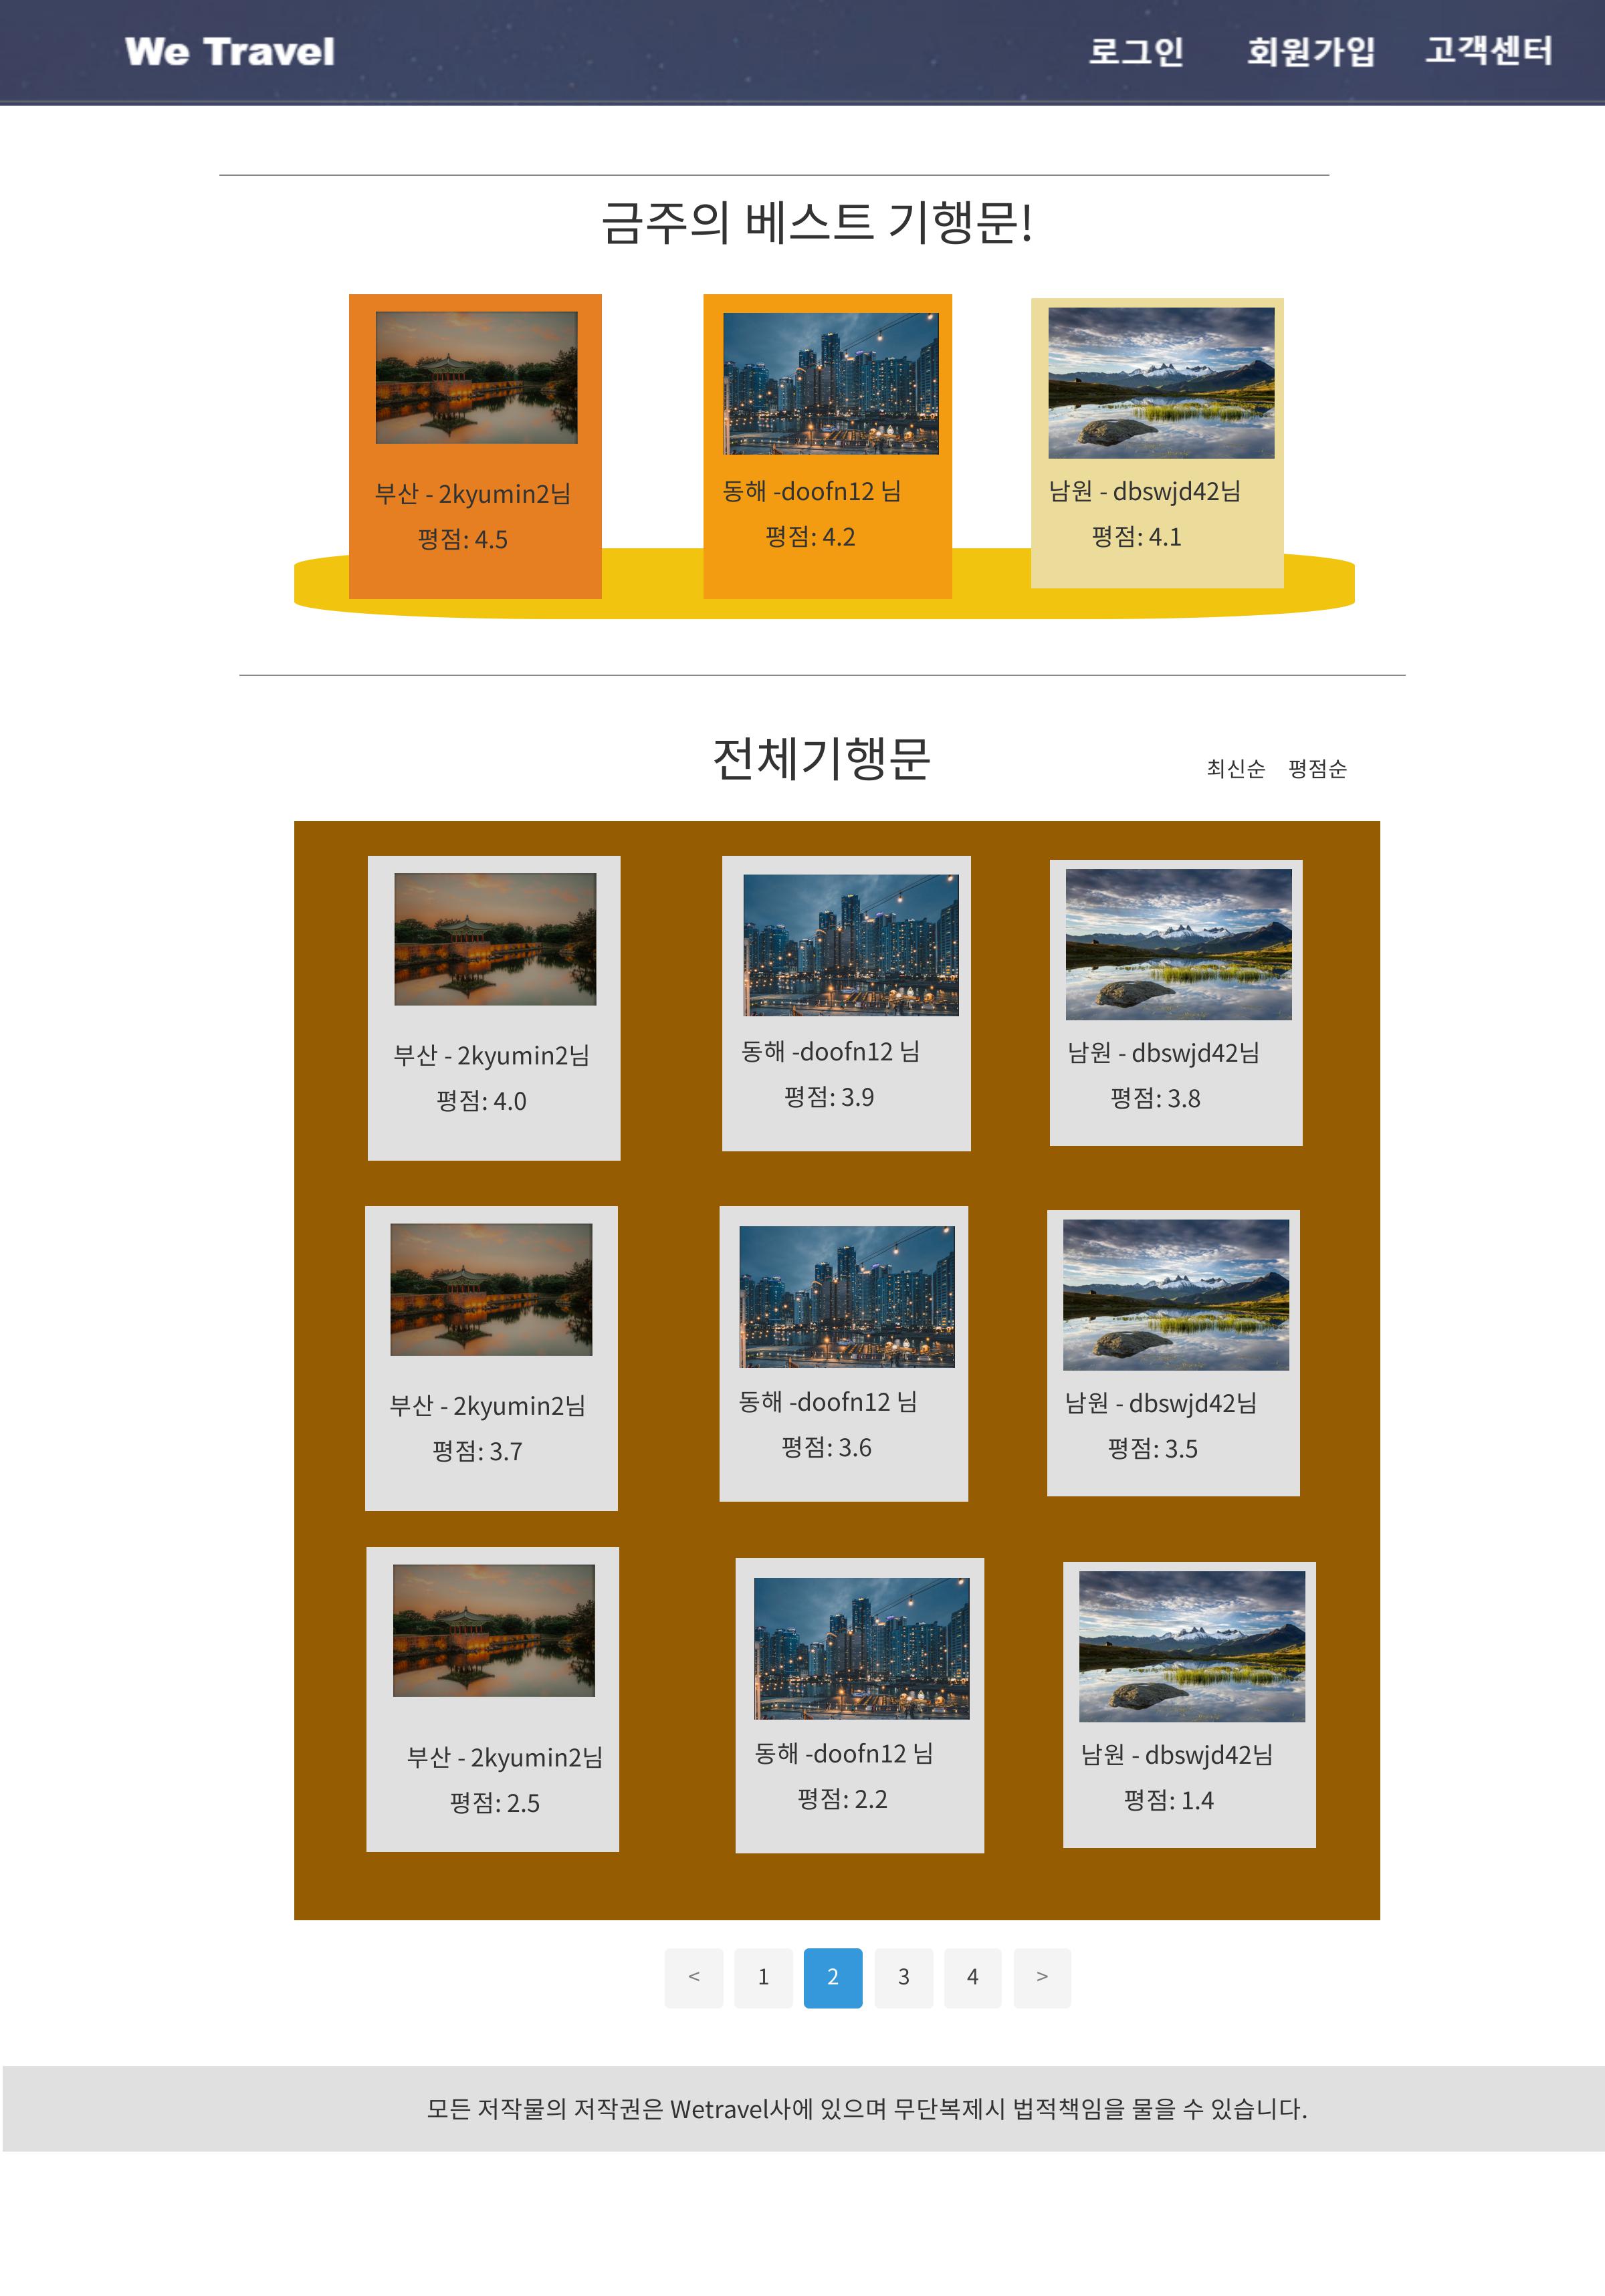 We Travel
로그인 회원가입 고객센터
금주의 베스트 기행문!
부산 - 2kyumin2님
평점: 4.5
동해 -doofn12 님
평점: 4.2
남원 - dbswjd42님
평점: 4.1
전체기행문
최신순 평점순
부산 - 2kyumin2님
평점: 4.0
동해 -doofn12 님
평점: 3.9
남원 - dbswjd42님
평점: 3.8
부산 - 2kyumin2님
평점: 3.7
동해 -doofn12 님
평점: 3.6
남원 - dbswjd42님
평점: 3.5
부산 - 2kyumin2님
평점: 2.5
동해 -doofn12 님
평점: 2.2
남원 - dbswjd42님
평점: 1.4
< 1 2 3 4 >
모든 저작물의 저작권은 Wetravel사에 있으며 무단복제시 법적책임을 물을 수 있습니다.